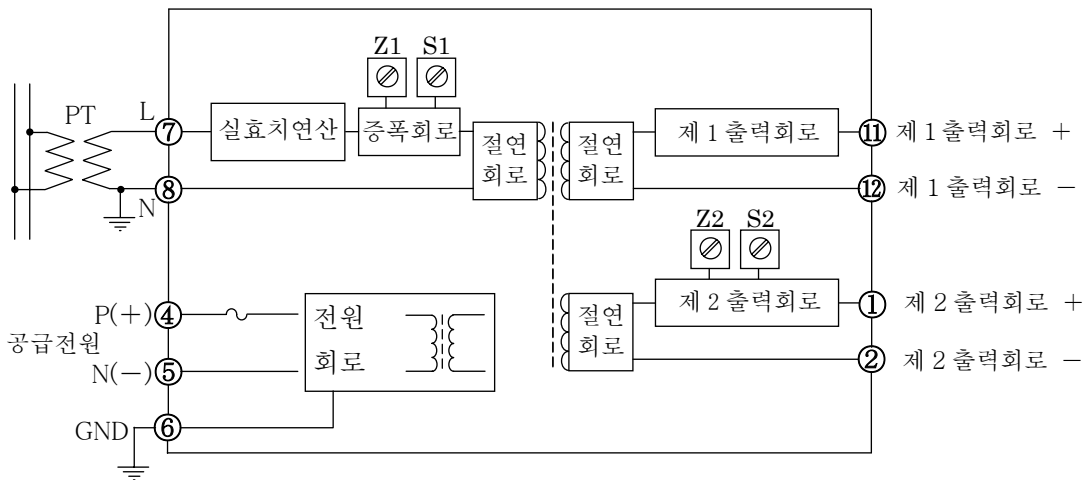 Z1 S1
PT
L
⑦
실효치연산
증폭회로
절연
회로
절연
회로
제 1 출력회로
⑪ 제 1 출력회로 +
⑧
N
⑫ 제 1 출력회로 -
Z2 S2
P(+) ④
전원
회로
절연
회로
제 2 출력회로
① 제 2 출력회로 +
공급전원
N(-) ⑤
② 제 2 출력회로 -
GND ⑥